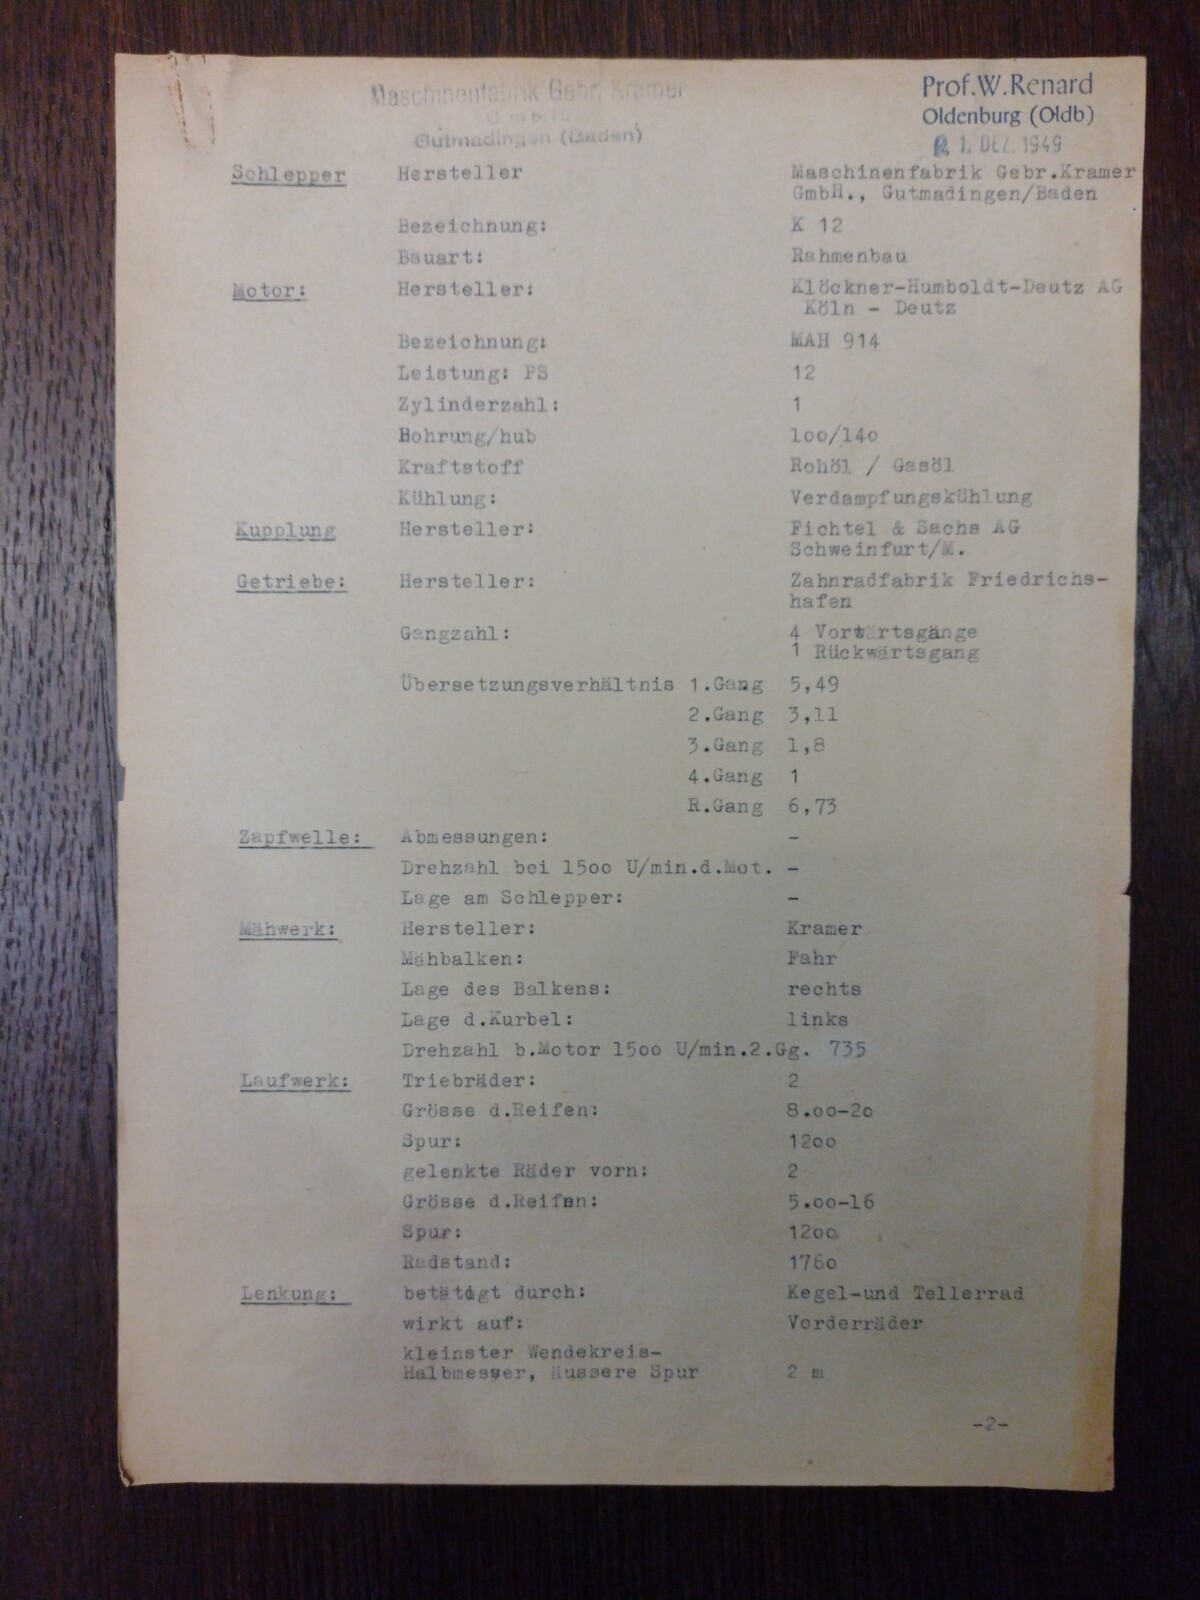 Maschinenfabrik Gebr. Kramer
G.m.b.H.
Gutmadingen (Baden)
Prof. W. Renard
Oldenburg (Oldb)
21. DEZ. 1949
Schlepper Hersteller Maschinenfabrik Gebr.Kramer
GmbH., Gutmadingen/Baden
Bezeichnung: K 12
Bauart: Rahmenbau
Motor: Hersteller: Klöckner-Humboldt-Deutz AG
Köln - Deutz
Bezeichnung: MAH 914
Leistung: PS 12
Zylinderzahl: 1
Bohrung/hub 1oo/14o
Kraftstoff Rohöl / Gasöl
Kühlung: Verdampfungskühlung
Kupplung Hersteller: Fichtel & Sachs AG
Schweinfurt/M.
Getriebe: Hersteller: Zahnradfabrik Friedrichs-
hafen
Gangzahl: 4 Vorwärtsgänge
1 Rückwärtsgang
Übersetzungsverhältnis 1.Gang 5,49
2.Gang 3,11
3.Gang 1,8
4.Gang 1
R.Gang 6,73
Zapfwelle: Abmessungen: -
Drehzahl bei 15oo U/min.d.Mot. -
Lage am Schlepper: -
Mähwerk: Hersteller: Kramer
Mähbalken: Fahr
Lage des Balkens: rechts
Lage d.Kurbel: links
Drehzahl b.Motor 15oo U/min.2.Gg. 735
Laufwerk: Triebräder: 2
Grösse d.Reifen: 8.oo-2o
Spur: 12oo
gelenkte Räder vorn: 2
Grösse d.Reifen: 5.oo-16
Spur: 12oo
Radstand: 176o
Lenkung: betätigt durch: Kegel-und Tellerrad
wirkt auf: Vorderräder
kleinster Wendekreis-
Halbmesser, äussere Spur 2 m
-2-